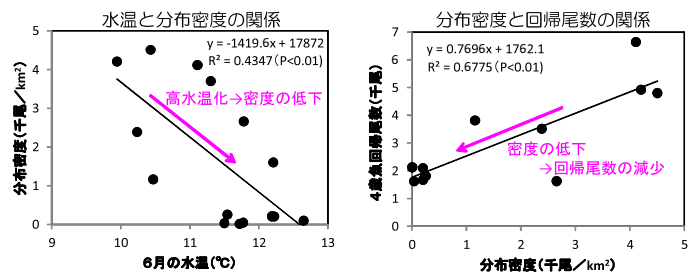 水温と分布密度の関係
y = -1419.6x + 17872
R² = 0.4347(P<0.01)
高水温化→密度の低下
分布密度(千尾／km²)
5
4
3
2
1
0
9
10
11
12
13
6月の水温(℃)
分布密度と回帰尾数の関係
y = 0.7696x + 1762.1
R² = 0.6775(P<0.01)
密度の低下
→回帰尾数の減少
4歳魚回帰尾数(千尾)
7
6
5
4
3
2
1
0
0
1
2
3
4
5
分布密度(千尾／km²)